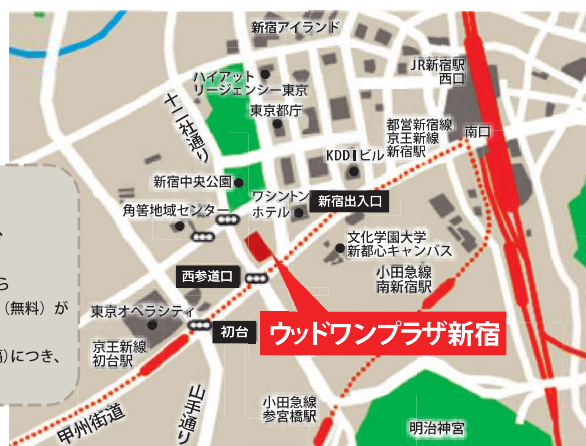 新宿アイランド
JR新宿駅
西口
ハイアット
リージェンシー東京
十二社通り
東京都庁
都営新宿線
京王新線
新宿駅
南口
KDDIビル
新宿中央公園
ワシントン
ホテル
新宿出入口
角筈地域センター
文化学園大学
新都心キャンパス
西参道口
小田急線
南新宿駅
ら
(無料)が
東京オペラシティ
初台
ウッドワンプラザ新宿
京王新線
初台駅
につき、
甲州街道
山手通り
小田急線
参宮橋駅
明治神宮